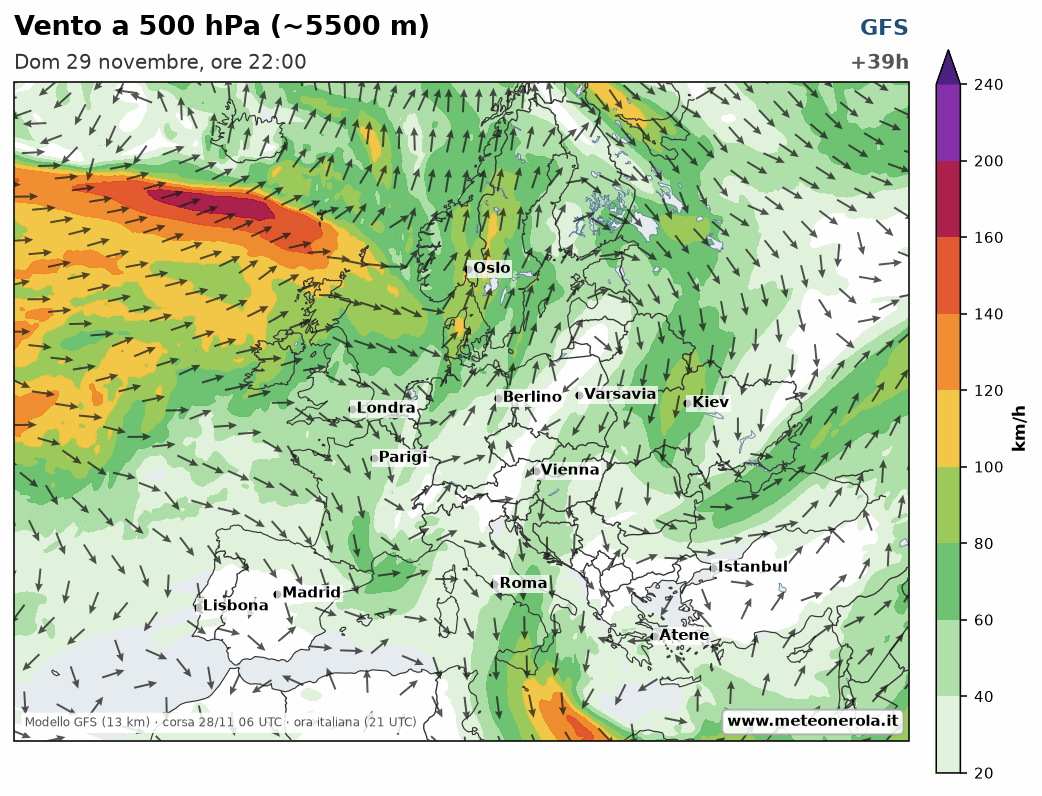 Vento a 500 hPa (~5500 m)
GFS
Dom 29 novembre, ore 22:00
+39h
240
200
160
140
120
100
80
60
40
20
km/h
Oslo
Berlino
Varsavia
Kiev
Londra
Parigi
Vienna
Istanbul
Roma
Madrid
Lisbona
Atene
Modello GFS (13 km) · corsa 28/11 06 UTC · ora italiana (21 UTC)
www.meteonerola.it